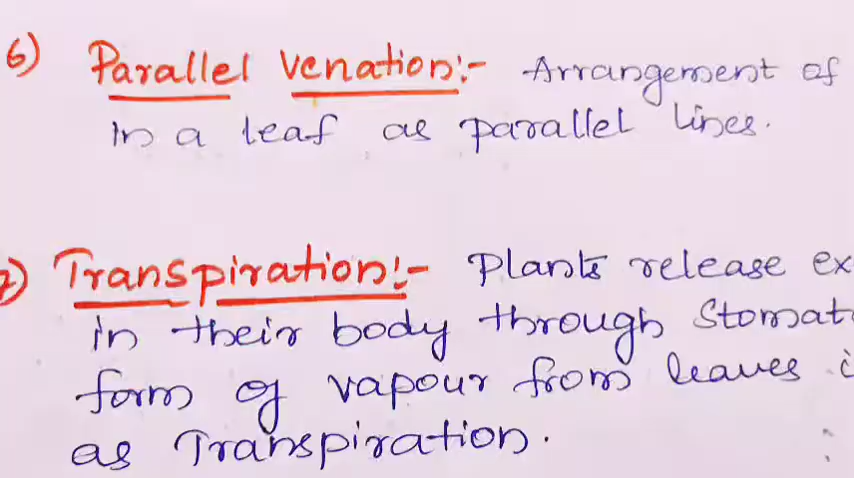 6) Parallel Venation:- Arrangement of
in a leaf as parallel lines.
7) Transpiration:- Plants release ex
in their body through Stomat
form of vapour from leaves i
as Transpiration.